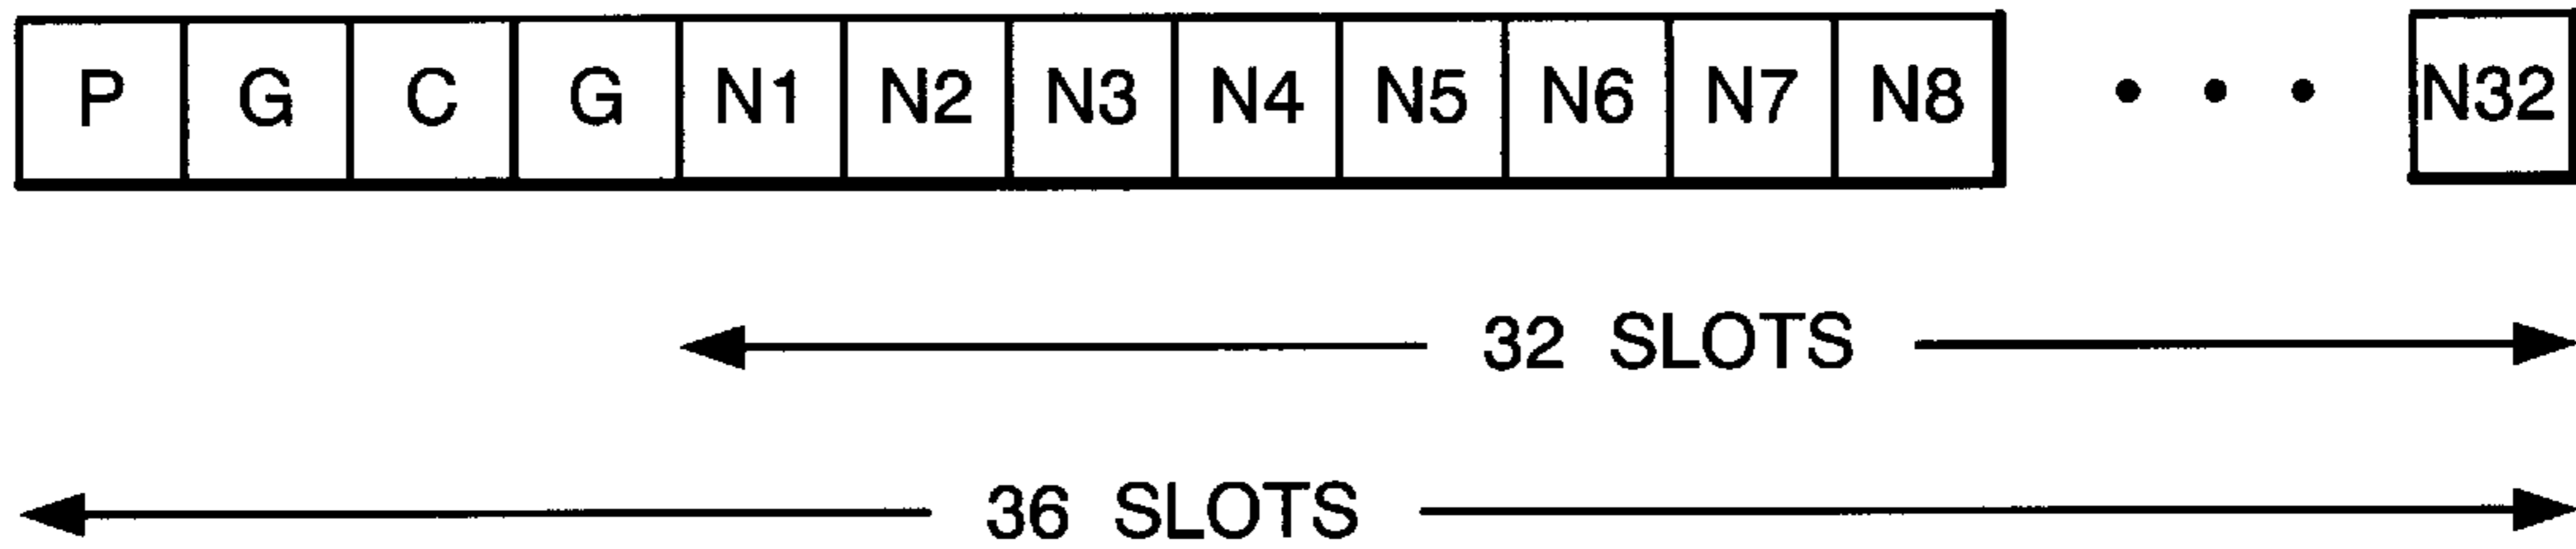 P G C G N1 N2 N3 N4 N5 N6 N7 N8 • • • N32
32 SLOTS
36 SLOTS